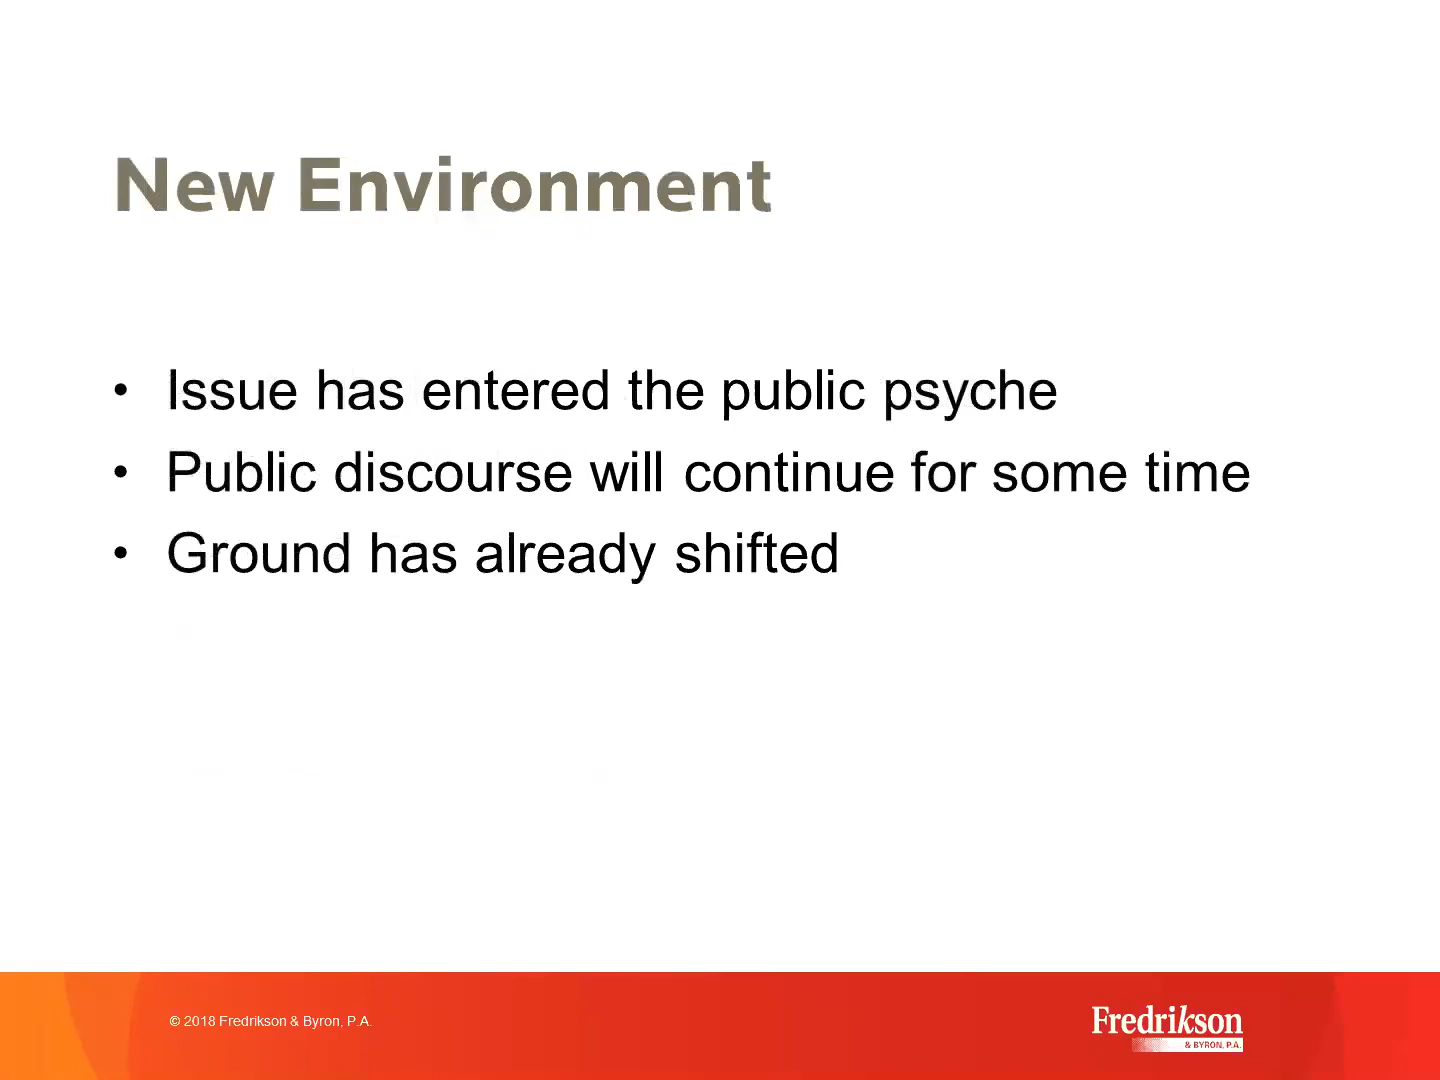 New Environment
• Issue has entered the public psyche
• Public discourse will continue for some time
• Ground has already shifted
© 2018 Fredrikson & Byron, P.A.
Fredrikson
& BYRON, P.A.